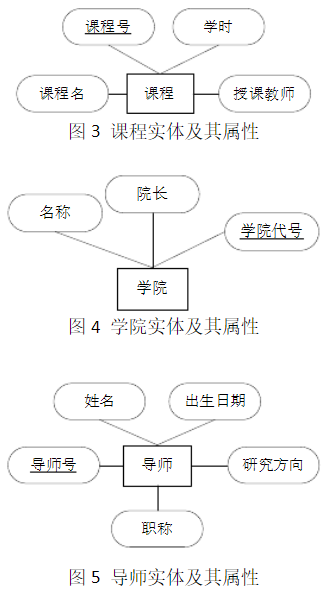 课程号 学时
课程名 课程 授课教师
图 3 课程实体及其属性
院长
名称
学院代号
学院
图 4 学院实体及其属性
姓名 出生日期
导师号 导师 研究方向
职称
图 5 导师实体及其属性